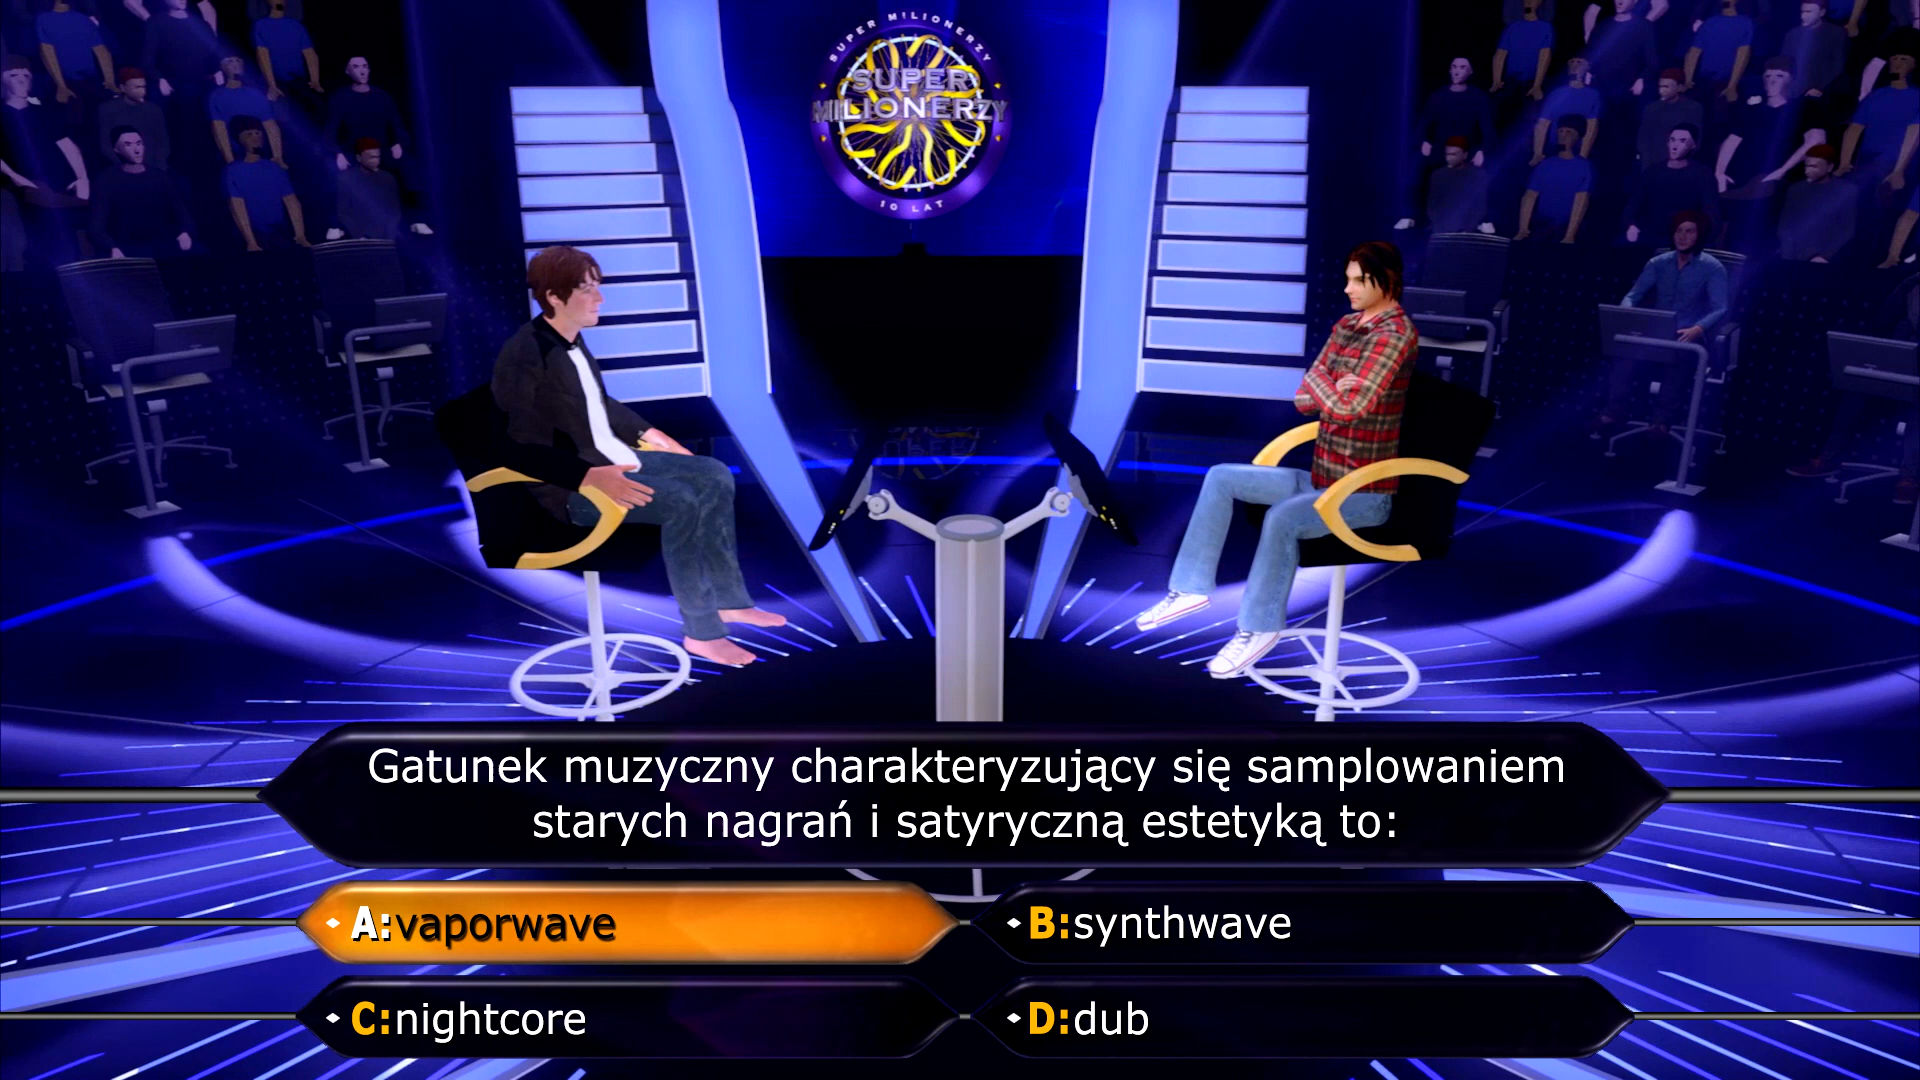 SUPER MILIONERZY
SUPER
MILIONERZY
10 LAT
Gatunek muzyczny charakteryzujący się samplowaniem
starych nagrań i satyryczną estetyką to:
A:vaporwave
B:synthwave
C:nightcore
D:dub